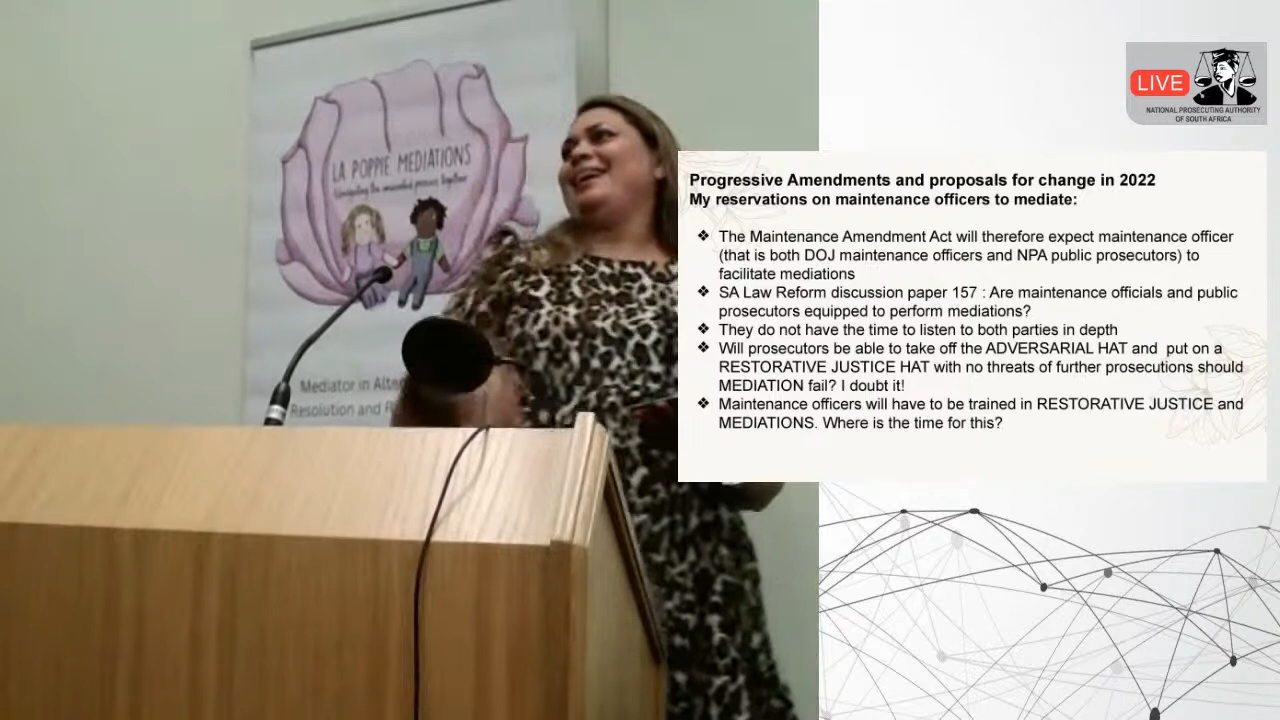 LA POPPIE MEDIATIONS
together
Mediator in
Resolution and
LIVE
NATIONAL PROSECUTING AUTHORITY
OF SOUTH AFRICA
Progressive Amendments and proposals for change in 2022
My reservations on maintenance officers to mediate:
❖ The Maintenance Amendment Act will therefore expect maintenance officer
(that is both DOJ maintenance officers and NPA public prosecutors) to
facilitate mediations
❖ SA Law Reform discussion paper 157 : Are maintenance officials and public
prosecutors equipped to perform mediations?
❖ They do not have the time to listen to both parties in depth
❖ Will prosecutors be able to take off the ADVERSARIAL HAT and put on a
RESTORATIVE JUSTICE HAT with no threats of further prosecutions should
MEDIATION fail? I doubt it!
❖ Maintenance officers will have to be trained in RESTORATIVE JUSTICE and
MEDIATIONS. Where is the time for this?